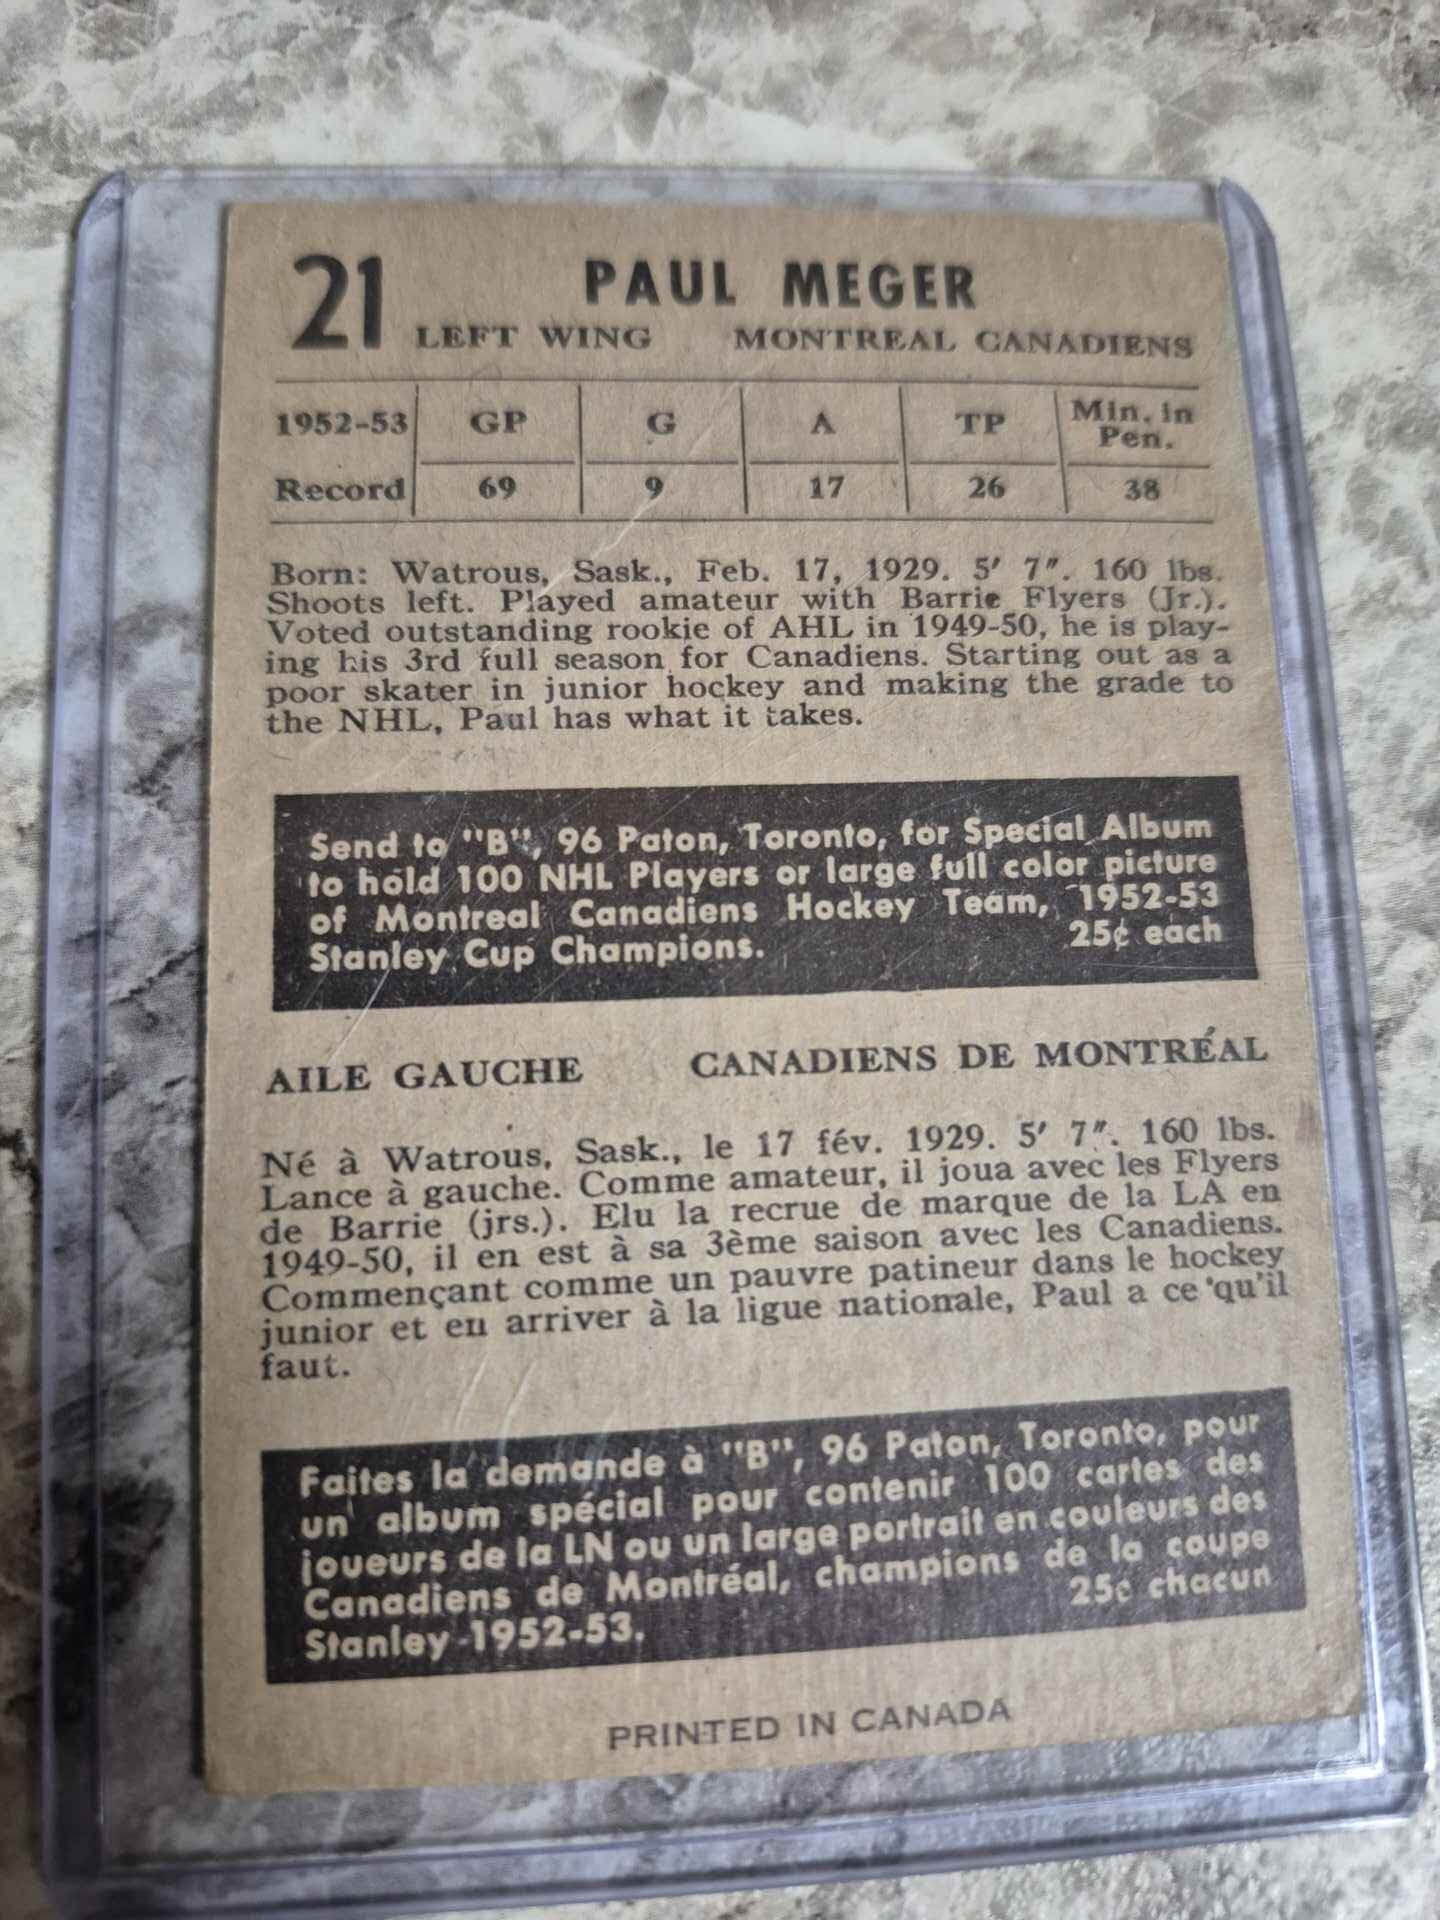 21 PAUL MEGER
LEFT WING MONTREAL CANADIENS
1952-53 GP G A TP Min. in Pen.
Record 69 9 17 26 38
Born: Watrous, Sask., Feb. 17, 1929. 5' 7". 160 lbs.
Shoots left. Played amateur with Barrie Flyers (Jr.).
Voted outstanding rookie of AHL in 1949-50, he is play-
ing his 3rd full season for Canadiens. Starting out as a
poor skater in junior hockey and making the grade to
the NHL, Paul has what it takes.
Send to "B", 96 Paton, Toronto, for Special Album
to hold 100 NHL Players or large full color picture
of Montreal Canadiens Hockey Team, 1952-53
Stanley Cup Champions. 25¢ each
AILE GAUCHE CANADIENS DE MONTRÉAL
Né à Watrous, Sask., le 17 fév. 1929. 5' 7". 160 lbs.
Lance à gauche. Comme amateur, il joua avec les Flyers
de Barrie (jrs.). Elu la recrue de marque de la LA en
1949-50, il en est à sa 3ème saison avec les Canadiens.
Commençant comme un pauvre patineur dans le hockey
junior et en arriver à la ligue nationale, Paul a ce qu'il
faut.
Faites la demande à "B", 96 Paton, Toronto, pour
un album spécial pour contenir 100 cartes des
joueurs de la LN ou un large portrait en couleurs des
Canadiens de Montréal, champions de la coupe
Stanley 1952-53. 25¢ chacun
PRINTED IN CANADA